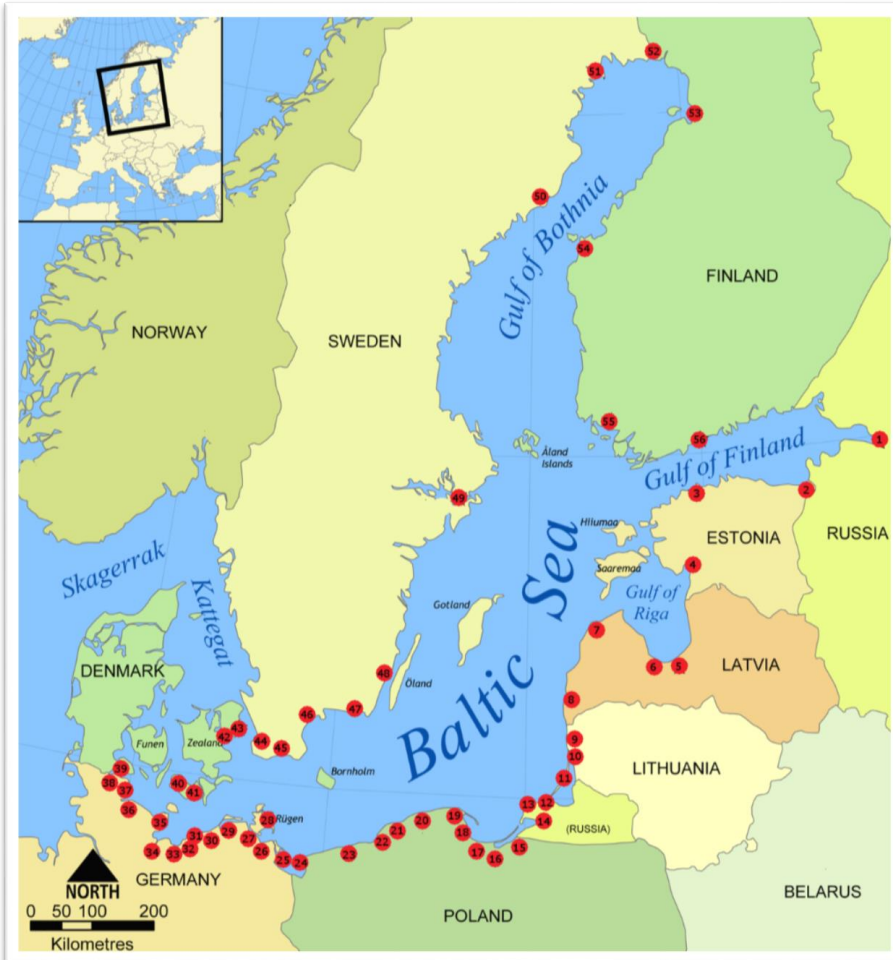 52
51
53
50
Gulf of Bothnia
54
FINLAND
NORWAY
SWEDEN
55
56
1
Åland
Islands
Gulf of Finland
49
3
2
Hiiumaa
ESTONIA
RUSSIA
Skagerrak
Saaremaa
4
Kattegat
Gulf of
Riga
Gotland
7
DENMARK
6
5
LATVIA
48
Öland
Baltic Sea
8
46
47
43
42
44
45
Funen
Zealand
9
10
LITHUANIA
39
38
37
40
41
Bornholm
11
36
13
12
14
(RUSSIA)
35
28
Rügen
19
20
18
31
29
30
27
21
22
34
33
32
26
25
24
23
17
16
15
GERMANY
NORTH
BELARUS
POLAND
0 50 100 200
Kilometres